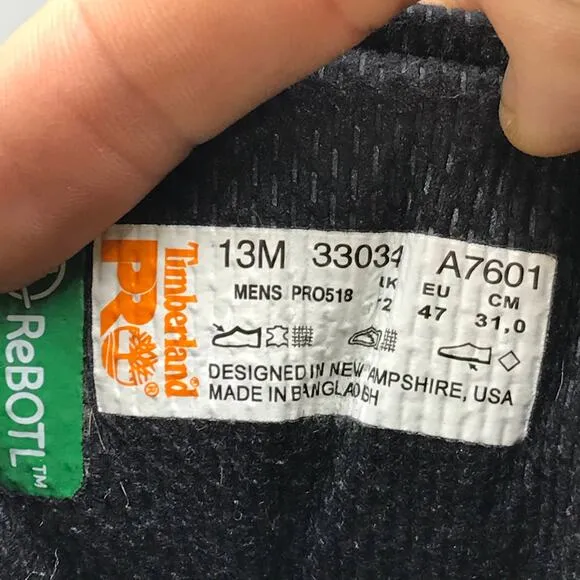 Timberland
PRO®
13M 33034 A7601
MENS PRO518 EU CM
47 31,0
DESIGNED IN NEW HAMPSHIRE, USA
MADE IN BANGLADESH
ReBOTL™